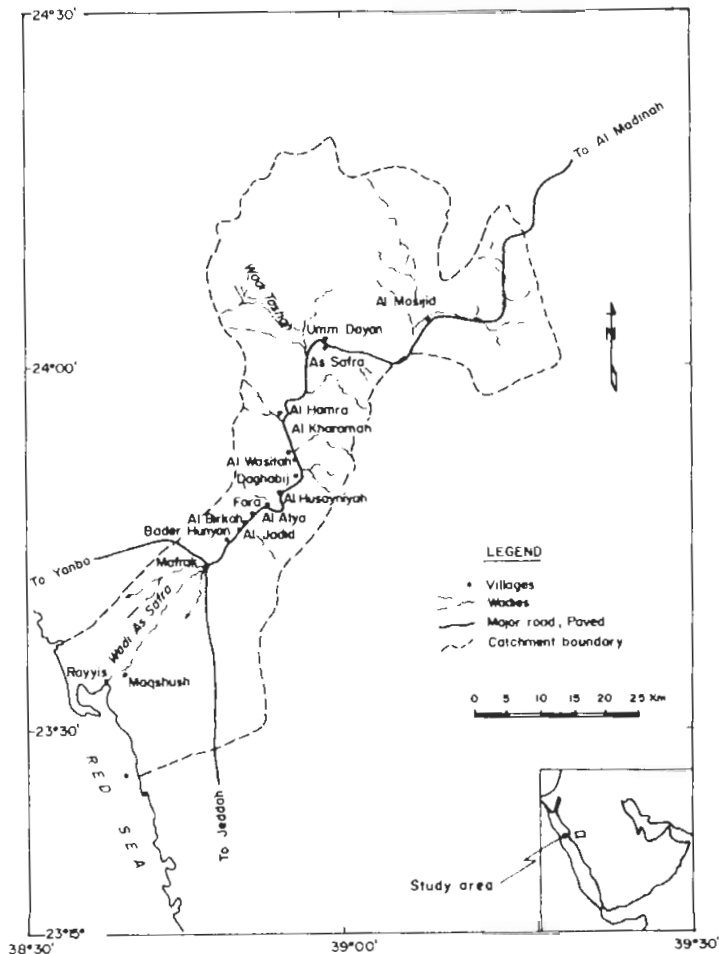 24°30'
To Al Madinah
Wadi Tashah
Al Mosijid
Umm Dayan
N
24°00'
As Safra
Al Hamra
Al Kharamah
Al Wasitah
Daghabij
Al Husayniyah
Fara
Al Birkah
Al Atya
Bader Hunyan
Al Jadid
Mafrak
To Yanbo
Wadi As Safra
Rayyis
Maqshush
LEGEND
Villages
Wadies
Major road, Paved
Catchment boundary
0 5 10 15 20 25 Km
23°30'
RED SEA
To Jeddah
Study area
23°15'
38°30'
39°00'
39°30'